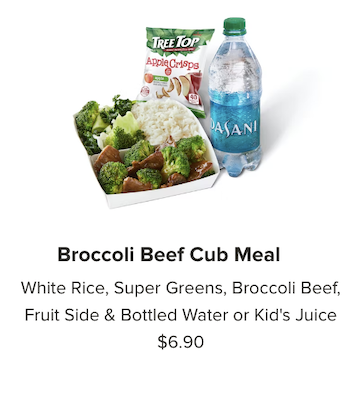 TREE TOP
Apple Crisps
DASANI
Broccoli Beef Cub Meal
White Rice, Super Greens, Broccoli Beef,
Fruit Side & Bottled Water or Kid's Juice
$6.90